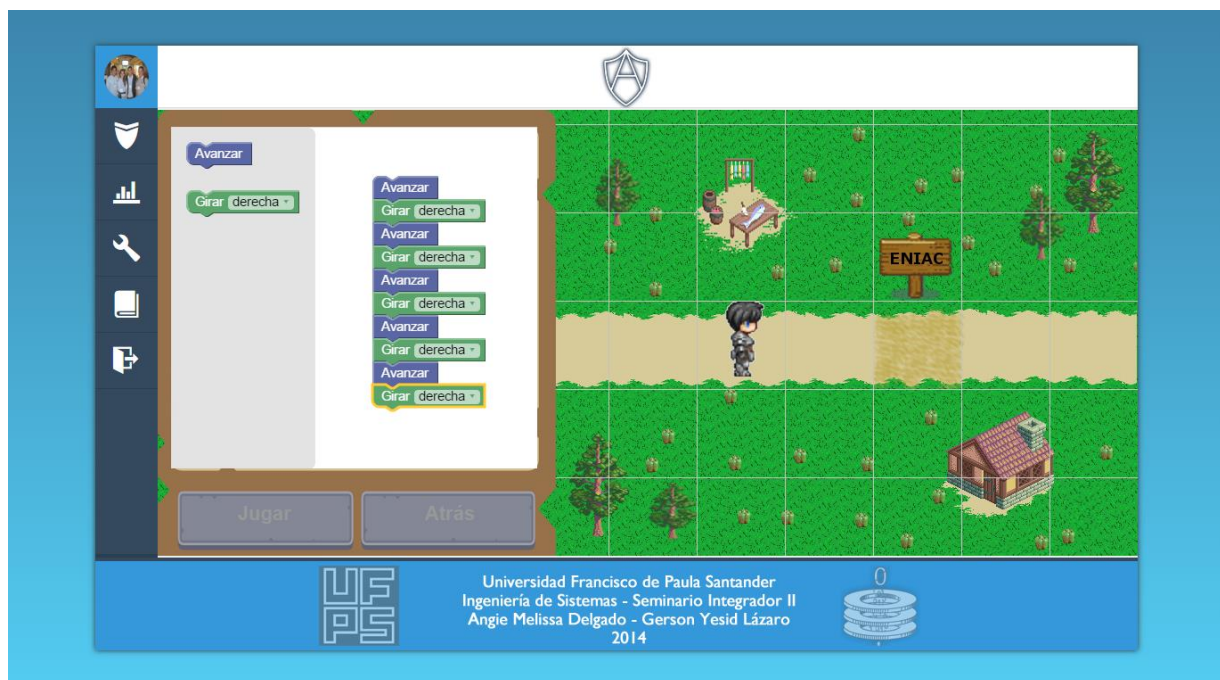 Avanzar
Girar derecha
Avanzar
Girar derecha
Avanzar
Girar derecha
Avanzar
Girar derecha
Avanzar
Girar derecha
Avanzar
Girar derecha
ENIAC
Jugar
Atrás
UFPS
Universidad Francisco de Paula Santander
Ingeniería de Sistemas - Seminario Integrador II
Angie Melissa Delgado - Gerson Yesid Lázaro
2014
0